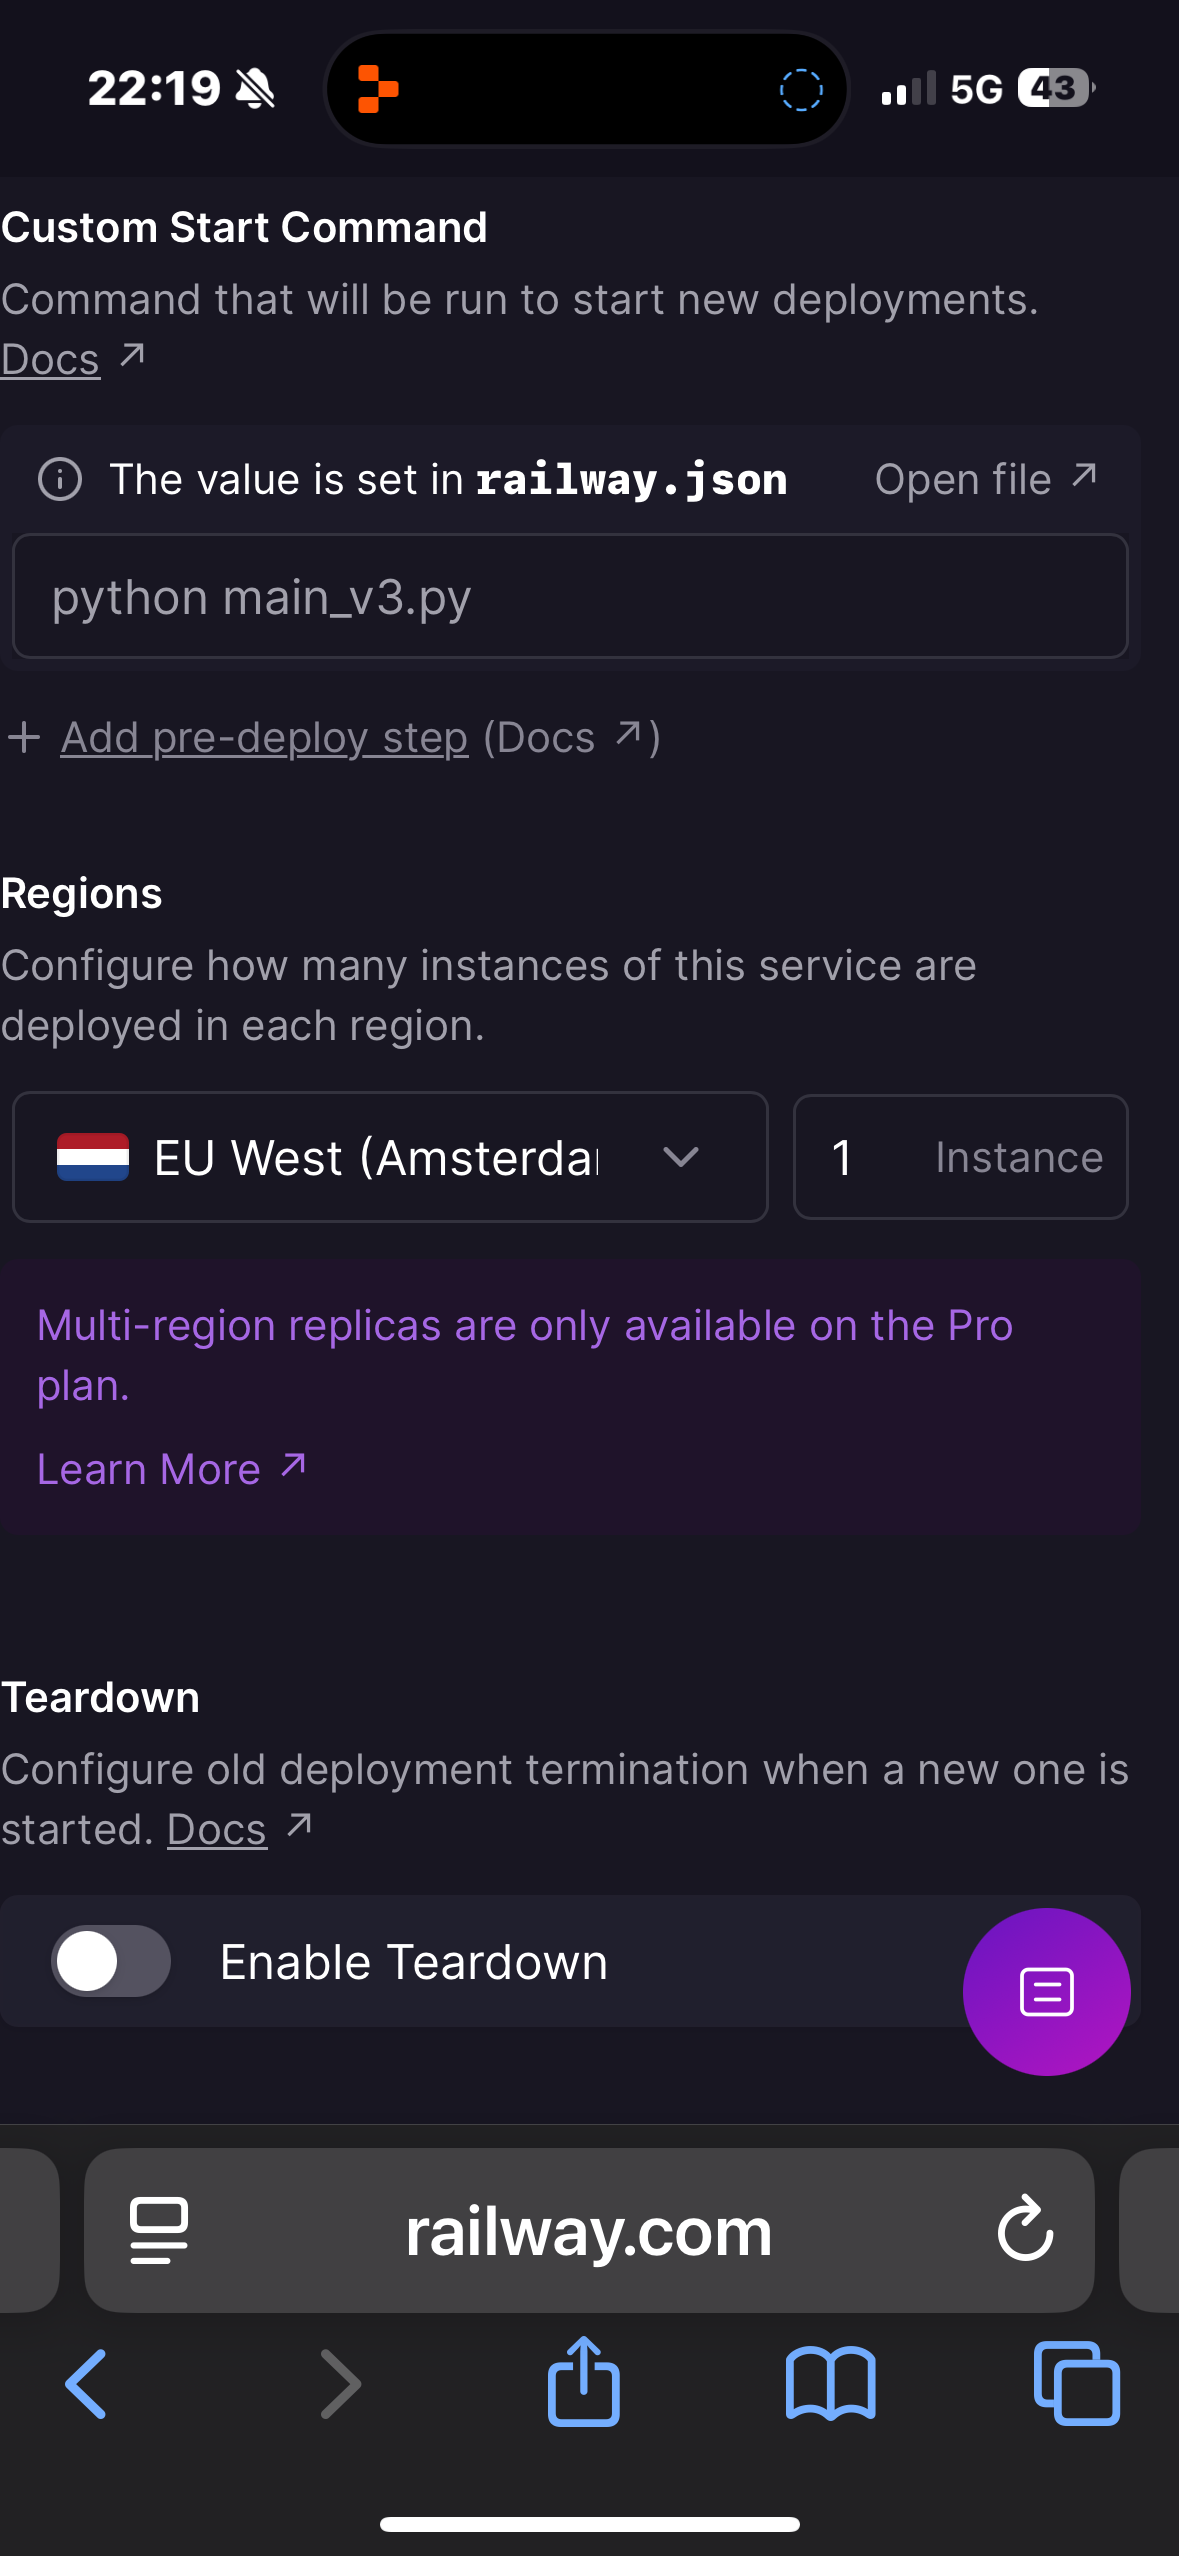 22:19
5G
43
Custom Start Command
Command that will be run to start new deployments.
Docs ↗
The value is set in railway.json
Open file ↗
python main_v3.py
+ Add pre-deploy step (Docs ↗)
Regions
Configure how many instances of this service are
deployed in each region.
EU West (Amsterda
1 Instance
Multi-region replicas are only available on the Pro
plan.
Learn More ↗
Teardown
Configure old deployment termination when a new one is
started. Docs ↗
Enable Teardown
railway.com